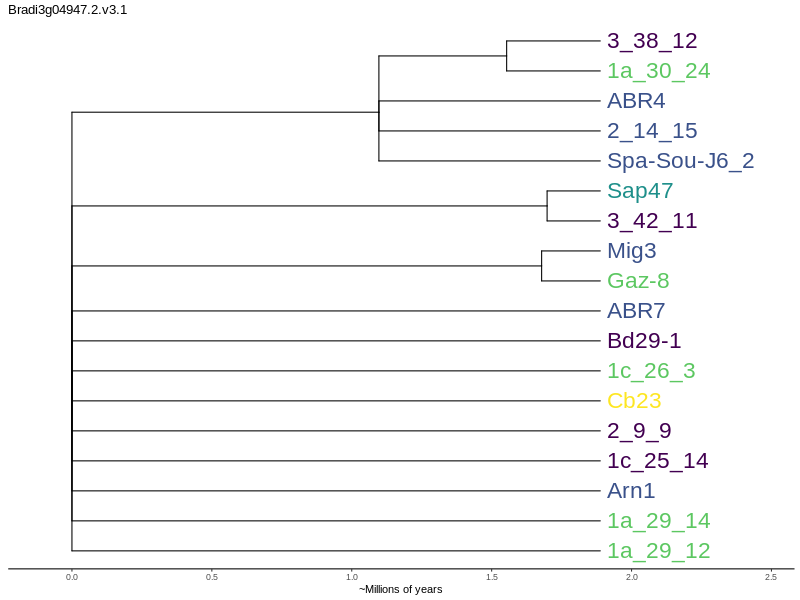 Bradi3g04947.2.v3.1
3_38_12
1a_30_24
ABR4
2_14_15
Spa-Sou-J6_2
Sap47
3_42_11
Mig3
Gaz-8
ABR7
Bd29-1
1c_26_3
Cb23
2_9_9
1c_25_14
Arn1
1a_29_14
1a_29_12
0.0 0.5 1.0 1.5 2.0 2.5
~Millions of years